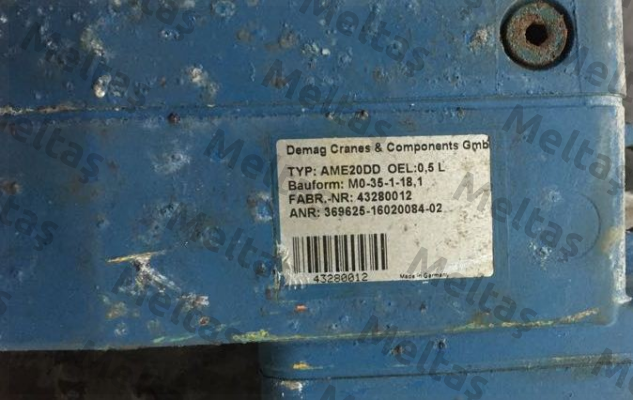 Demag Cranes & Components Gmb
TYP: AME20DD OEL:0,5 L
Bauform: M0-35-1-18,1
FABR.-NR: 43280012
ANR: 369625-16020084-02
43280012
Made in Germany
Meltaş